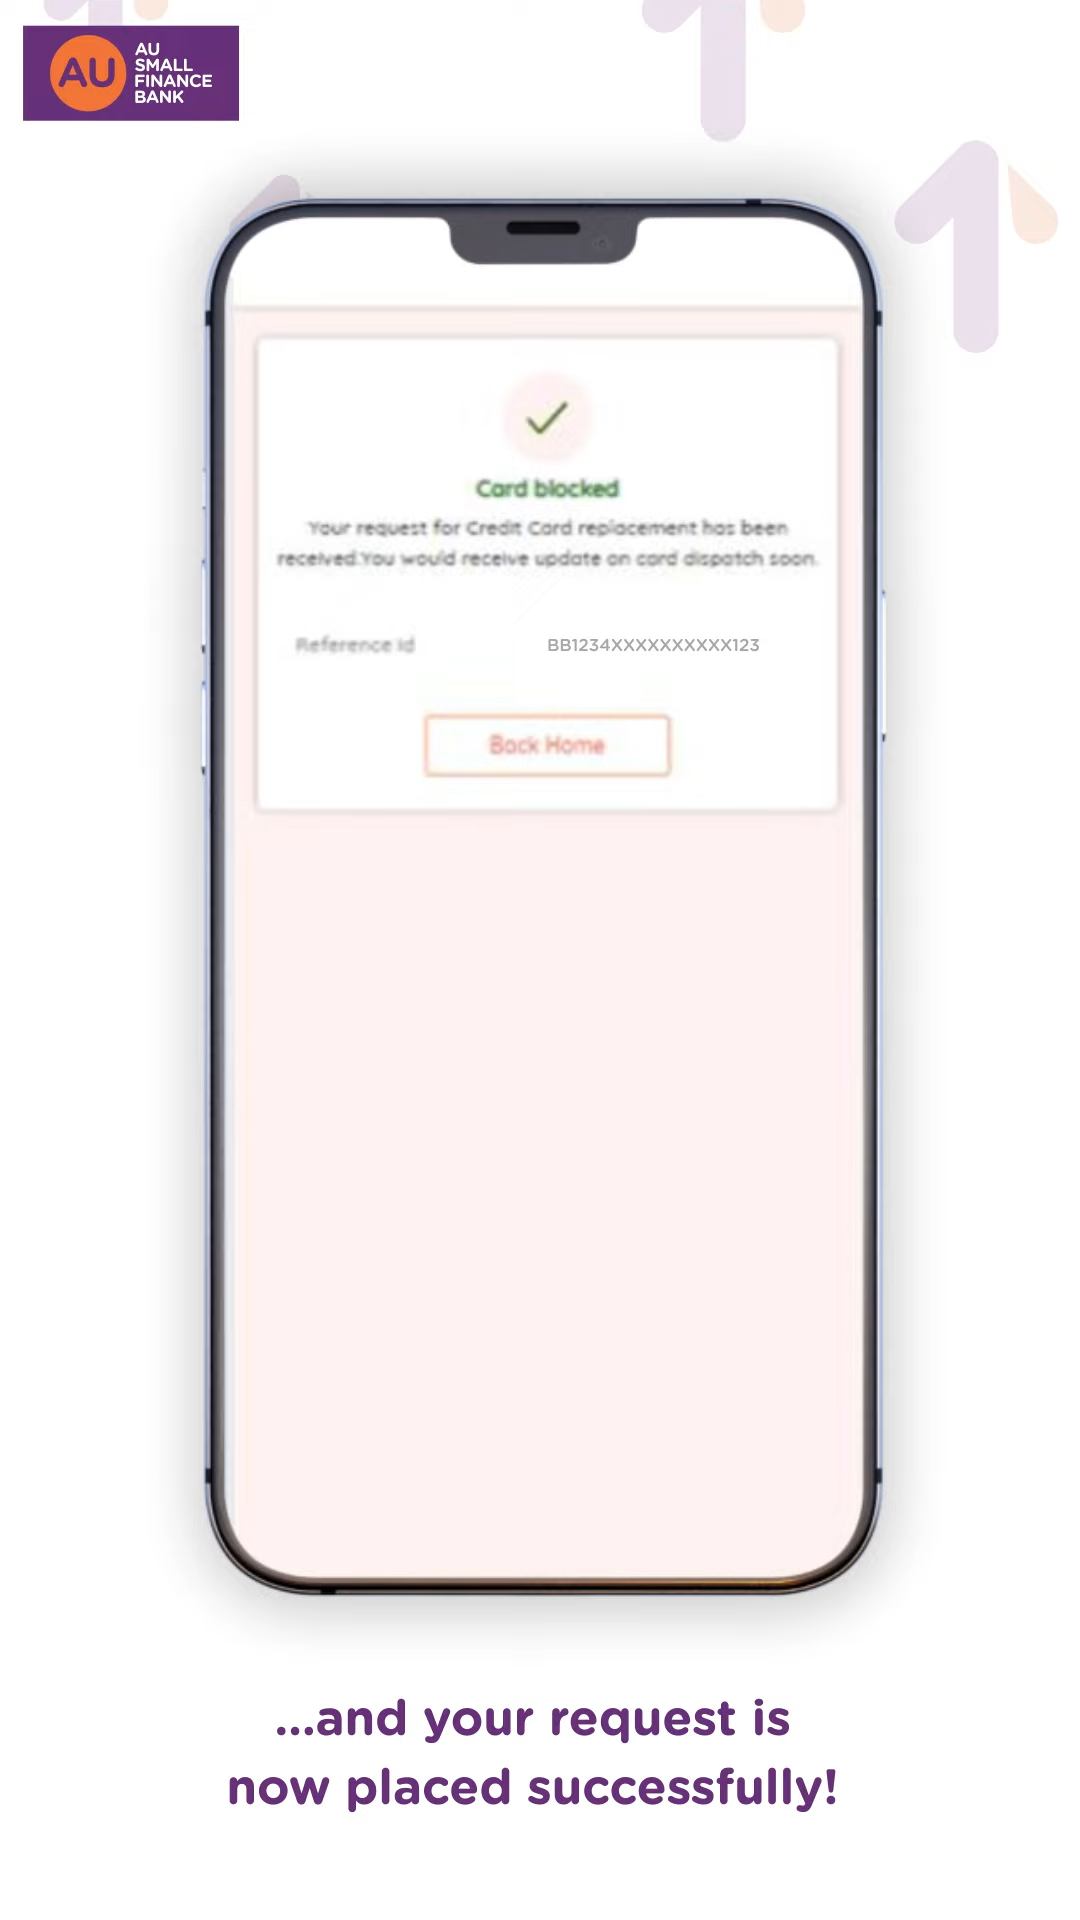 AU
AU
SMALL
FINANCE
BANK
Card blocked
Your request for Credit Card replacement has been
received.You would receive update on card dispatch soon.
Reference Id
BB1234XXXXXXXXXX123
Back Home
...and your request is
now placed successfully!